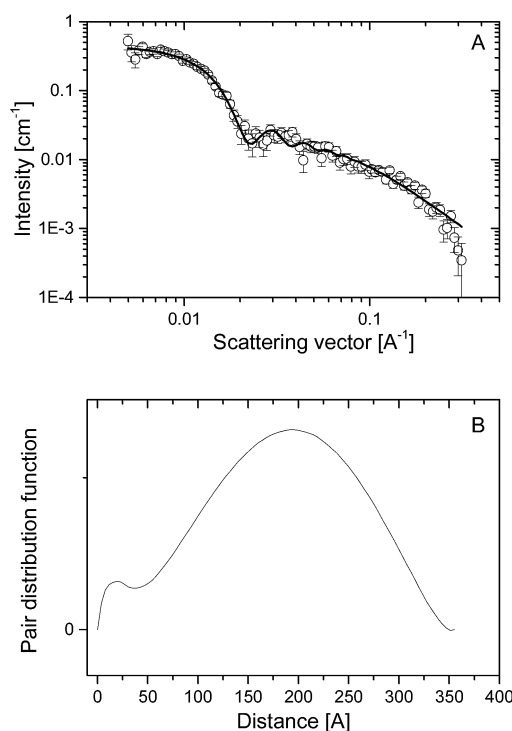 A
1
0.1
0.01
1E-3
1E-4
Intensity [cm⁻¹]
0.01 0.1
Scattering vector [A⁻¹]
B
0
Pair distribution function
0 50 100 150 200 250 300 350 400
Distance [A]